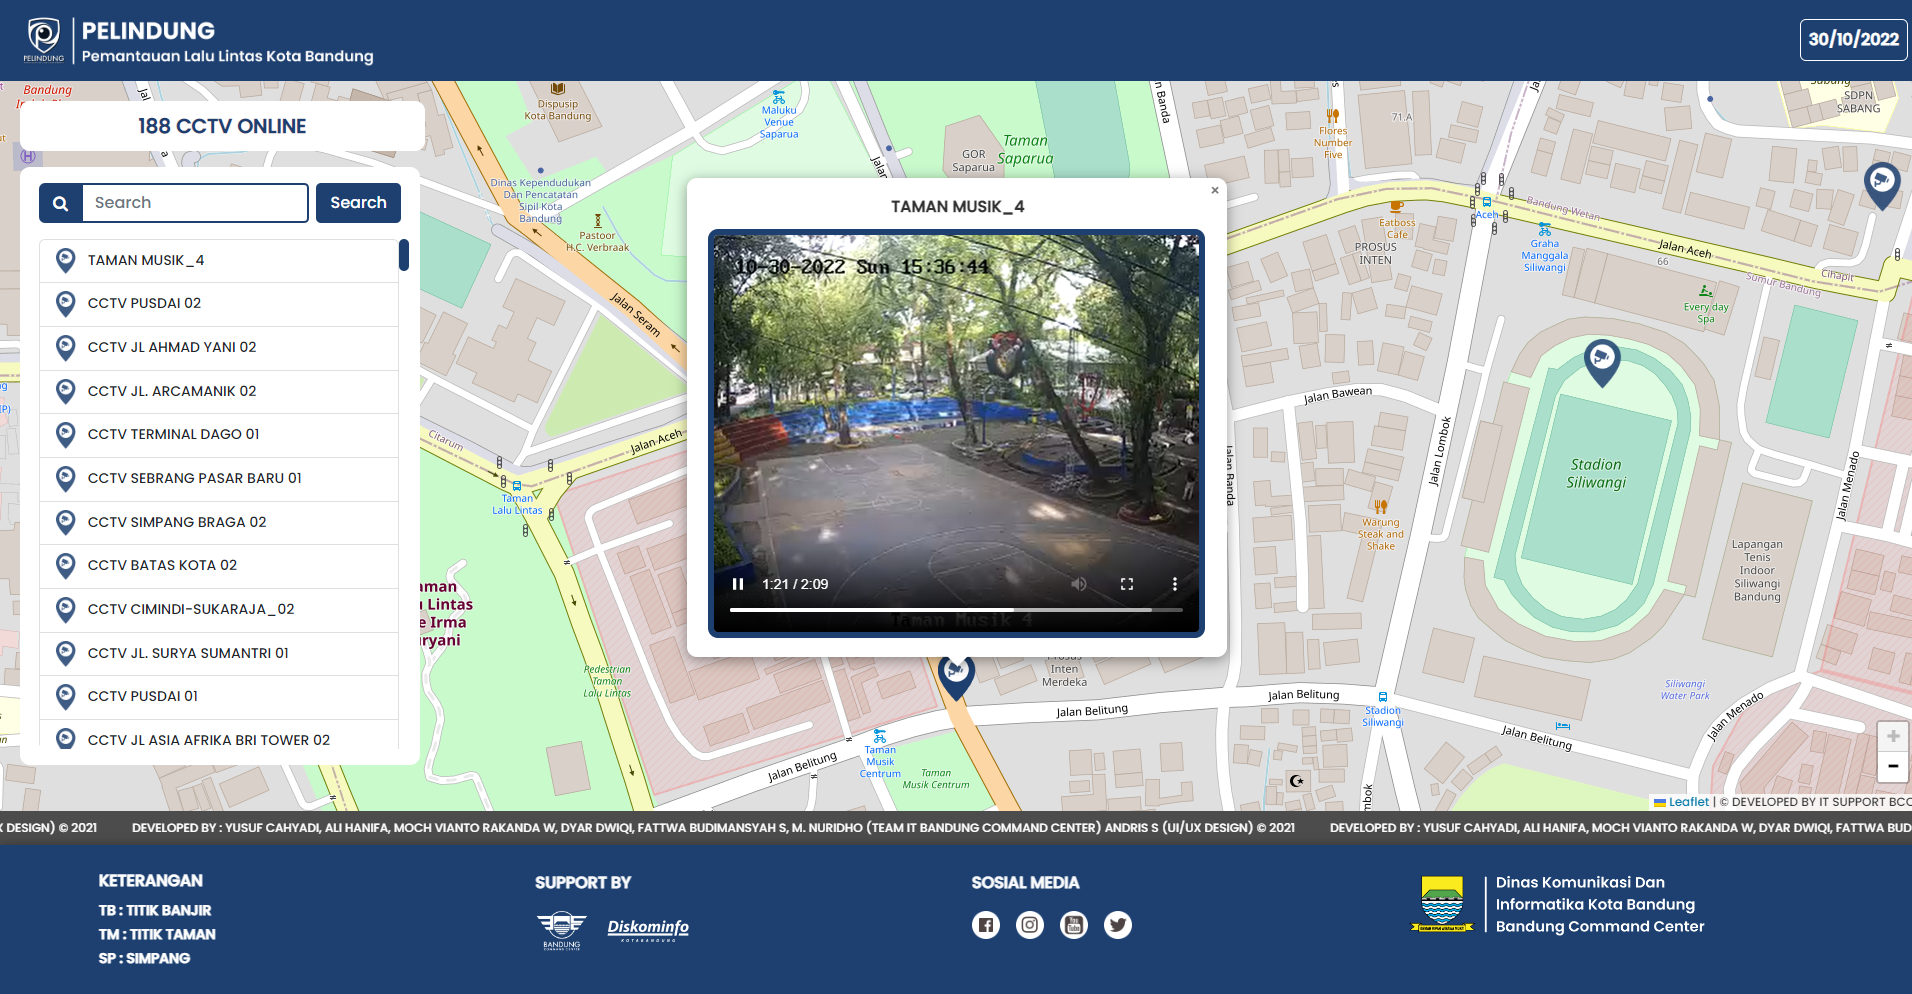 PELINDUNG
PELINDUNG
Pemantauan Lalu Lintas Kota Bandung
30/10/2022
188 CCTV ONLINE
Search
Search
TAMAN MUSIK_4
CCTV PUSDAI 02
CCTV JL AHMAD YANI 02
CCTV JL. ARCAMANIK 02
CCTV TERMINAL DAGO 01
CCTV SEBRANG PASAR BARU 01
CCTV SIMPANG BRAGA 02
CCTV BATAS KOTA 02
CCTV CIMINDI-SUKARAJA_02
CCTV JL. SURYA SUMANTRI 01
CCTV PUSDAI 01
CCTV JL ASIA AFRIKA BRI TOWER 02
Bandung
Dispusip
Kota Bandung
Maluku
Venue
Saparua
Dinas Kependudukan
Dan Pencatatan
Sipil Kota
Bandung
Pastoor
H.C. Verbraak
GOR
Saparua
Taman
Saparua
Jalan Seram
Jalan Aceh
Citarum
Taman
Lalu Lintas
aman
u Lintas
e Irma
uryani
Pedestrian
Taman
Lalu Lintas
TAMAN MUSIK_4
×
10-30-2022 Sun 15:36:44
1:21 / 2:09
Taman Musik 4
Prosus
Inten
Merdeka
Jalan Belitung
Jalan Belitung
Jalan Belitung
Jalan Belitung
Taman
Musik
Centrum
Taman
Musik Centrum
n Banda
Jalan Banda
Flores
Number
Five
71.A
SDPN
SABANG
Bandung Wetan
Aceh
Eatboss
Cafe
PROSUS
INTEN
Graha
Manggala
Siliwangi
66
Jalan Aceh
Cihapit
Sumur Bandung
Every day
Spa
Jalan Bawean
Jalan Lombok
Stadion
Siliwangi
Warung
Steak and
Shake
Lapangan
Tenis
Indoor
Siliwangi
Bandung
Jalan Menado
Jalan Menado
Siliwangi
Water Park
Stadion
Siliwangi
mbok
+
−
Leaflet | © DEVELOPED BY IT SUPPORT BCC
X DESIGN) © 2021 DEVELOPED BY : YUSUF CAHYADI, ALI HANIFA, MOCH VIANTO RAKANDA W, DYAR DWIQI, FATTWA BUDIMANSYAH S, M. NURIDHO (TEAM IT BANDUNG COMMAND CENTER) ANDRIS S (UI/UX DESIGN) © 2021 DEVELOPED BY : YUSUF CAHYADI, ALI HANIFA, MOCH VIANTO RAKANDA W, DYAR DWIQI, FATTWA BUD
KETERANGAN
TB : TITIK BANJIR
TM : TITIK TAMAN
SP : SIMPANG
SUPPORT BY
BANDUNG
COMMAND CENTER
Diskominfo
KOTABANDUNG
SOSIAL MEDIA
You
Tube
Dinas Komunikasi Dan
Informatika Kota Bandung
Bandung Command Center